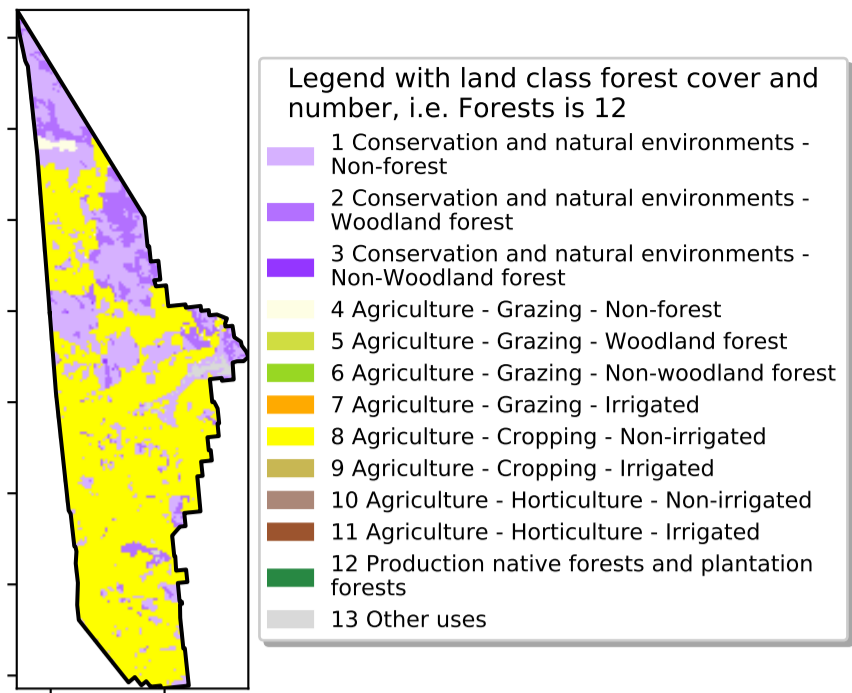 Legend with land class forest cover and
number, i.e. Forests is 12
1 Conservation and natural environments -
Non-forest
2 Conservation and natural environments -
Woodland forest
3 Conservation and natural environments -
Non-Woodland forest
4 Agriculture - Grazing - Non-forest
5 Agriculture - Grazing - Woodland forest
6 Agriculture - Grazing - Non-woodland forest
7 Agriculture - Grazing - Irrigated
8 Agriculture - Cropping - Non-irrigated
9 Agriculture - Cropping - Irrigated
10 Agriculture - Horticulture - Non-irrigated
11 Agriculture - Horticulture - Irrigated
12 Production native forests and plantation
forests
13 Other uses